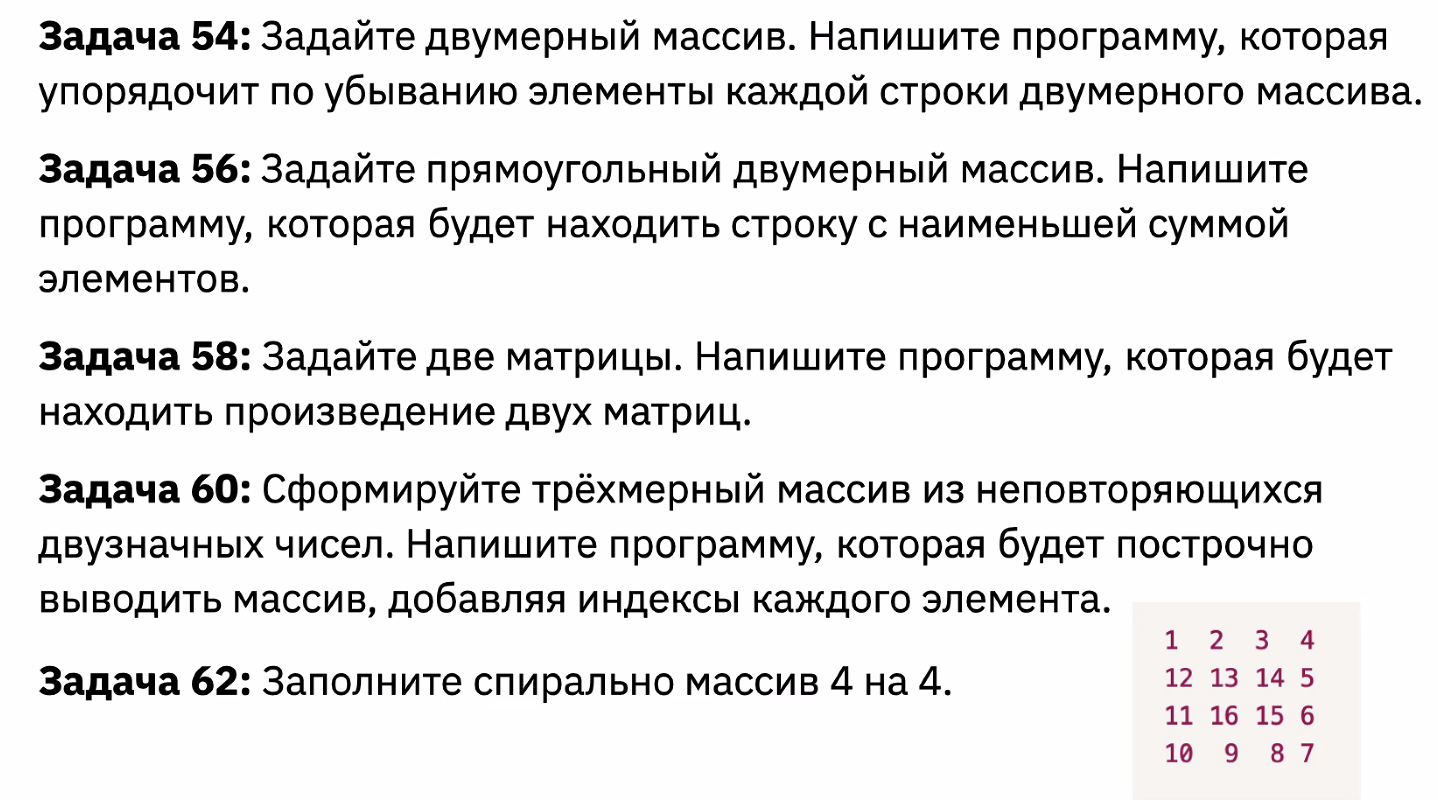 Задача 54: Задайте двумерный массив. Напишите программу, которая
упорядочит по убыванию элементы каждой строки двумерного массива.
Задача 56: Задайте прямоугольный двумерный массив. Напишите
программу, которая будет находить строку с наименьшей суммой
элементов.
Задача 58: Задайте две матрицы. Напишите программу, которая будет
находить произведение двух матриц.
Задача 60: Сформируйте трёхмерный массив из неповторяющихся
двузначных чисел. Напишите программу, которая будет построчно
выводить массив, добавляя индексы каждого элемента.
Задача 62: Заполните спирально массив 4 на 4.
1 2 3 4
12 13 14 5
11 16 15 6
10 9 8 7